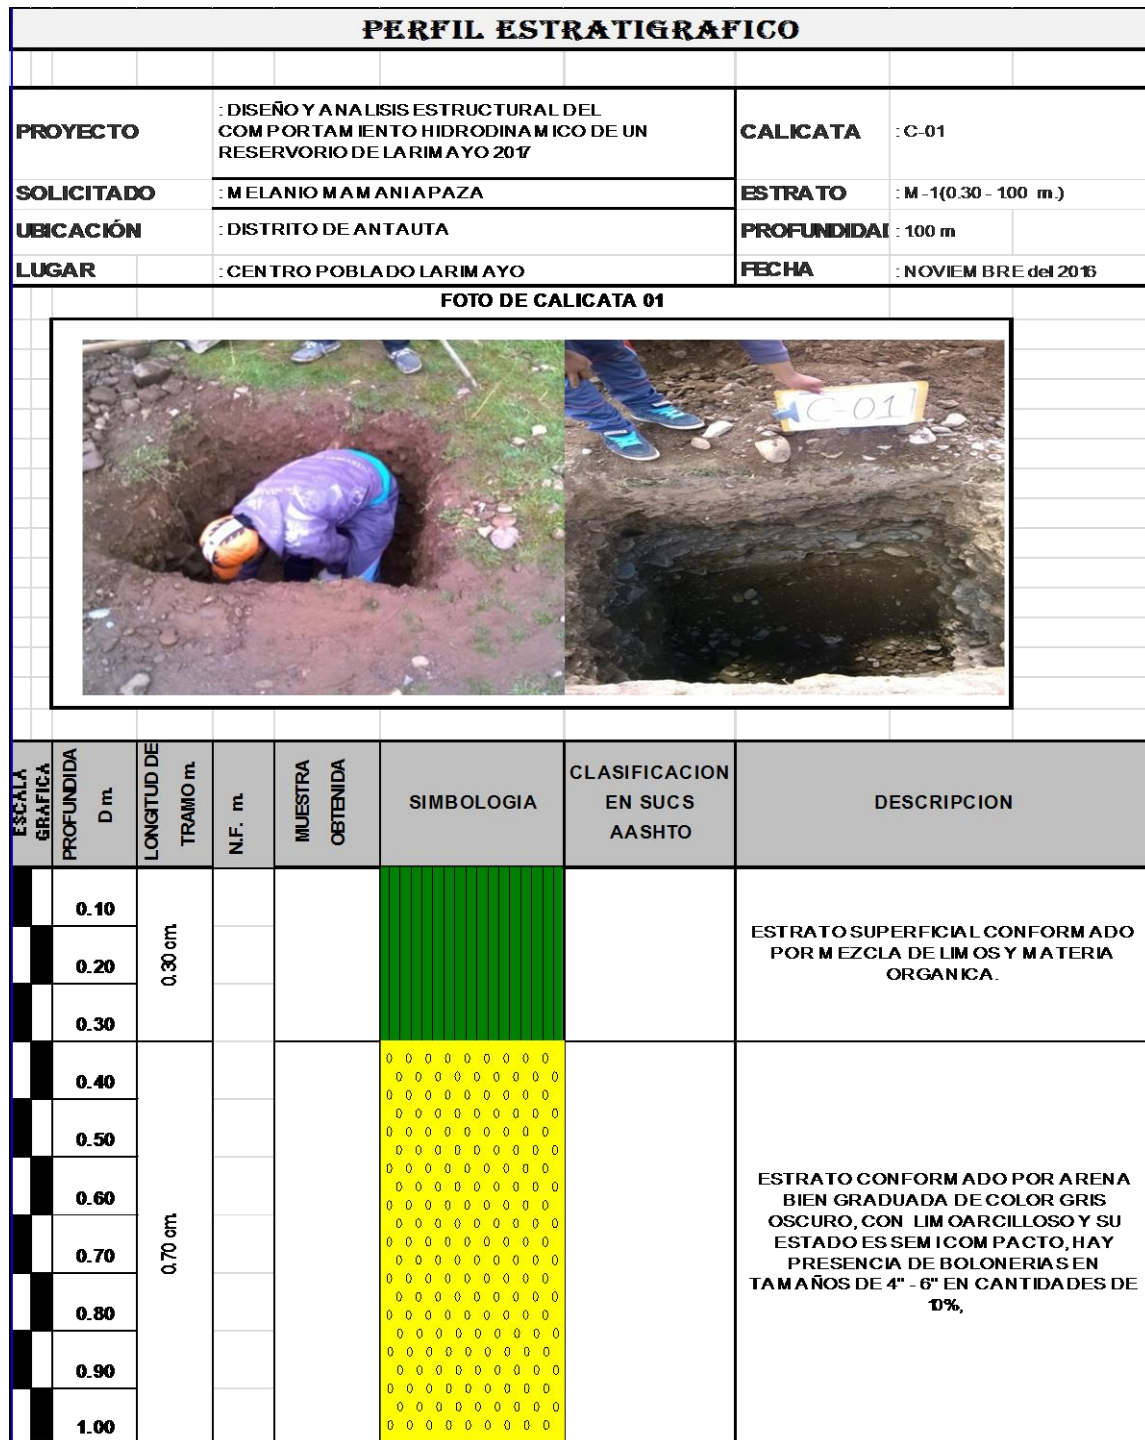 PERFIL ESTRATIGRAFICO
PROYECTO
: DISEÑO Y ANALISIS ESTRUCTURAL DEL
COMPORTAMIENTO HIDRODINAMICO DE UN
RESERVORIO DE LARIMAYO 2017
CALICATA : C-01
SOLICITADO : MELANIO MAMANI APAZA
ESTRATO : M-1(0.30 - 1.00 m.)
UBICACIÓN : DISTRITO DE ANTAUTA
PROFUNDIDAD : 1.00 m
LUGAR : CENTRO POBLADO LARIMAYO
FECHA : NOVIEMBRE del 2016
FOTO DE CALICATA 01
C-01
ESCALA
GRAFICA
PROFUNDIDA
D m.
LONGITUD DE
TRAMO m.
N.F. m.
MUESTRA
OBTENIDA
SIMBOLOGIA
CLASIFICACION
EN SUCS
AASHTO
DESCRIPCION
0.10
0.20
0.30
0.30 cm.
ESTRATO SUPERFICIAL CONFORMADO
POR MEZCLA DE LIMOS Y MATERIA
ORGANICA.
0.40
0.50
0.60
0.70
0.80
0.90
1.00
0.70 cm.
ESTRATO CONFORMADO POR ARENA
BIEN GRADUADA DE COLOR GRIS
OSCURO, CON LIMOARCILLOSO Y SU
ESTADO ES SEMICOMPACTO, HAY
PRESENCIA DE BOLONERIAS EN
TAMAÑOS DE 4" - 6" EN CANTIDADES DE
10%,